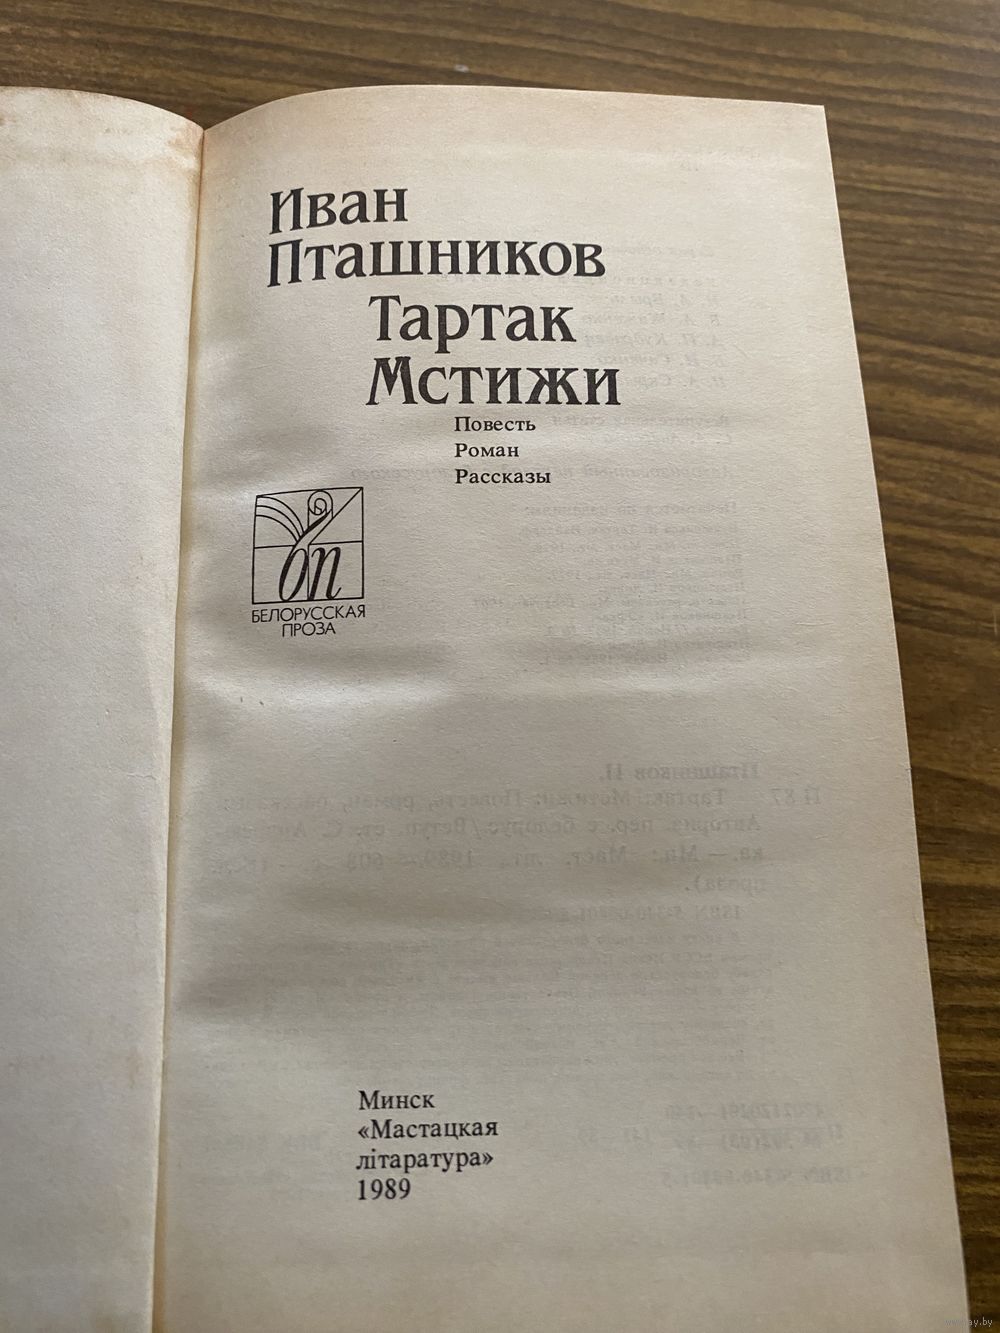 Иван
Пташников
Тартак
Мстижи
Повесть
Роман
Рассказы
бп
БЕЛОРУССКАЯ
ПРОЗА
Минск
«Мастацкая
літаратура»
1989